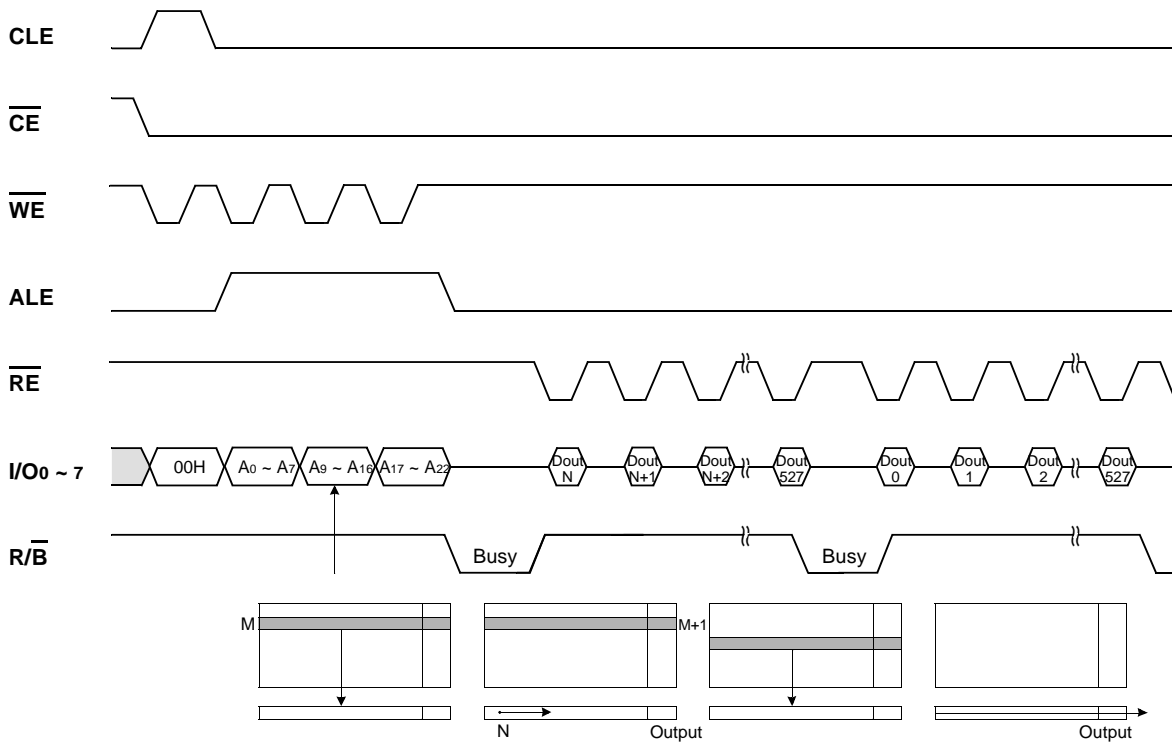 CLE
CE
WE
ALE
RE
I/O0 ~ 7
00H
A0 ~ A7
A9 ~ A16
A17 ~ A22
Dout
N
Dout
N+1
Dout
N+2
Dout
527
Dout
0
Dout
1
Dout
2
Dout
527
R/B
Busy
Busy
M
M+1
N
Output
Output